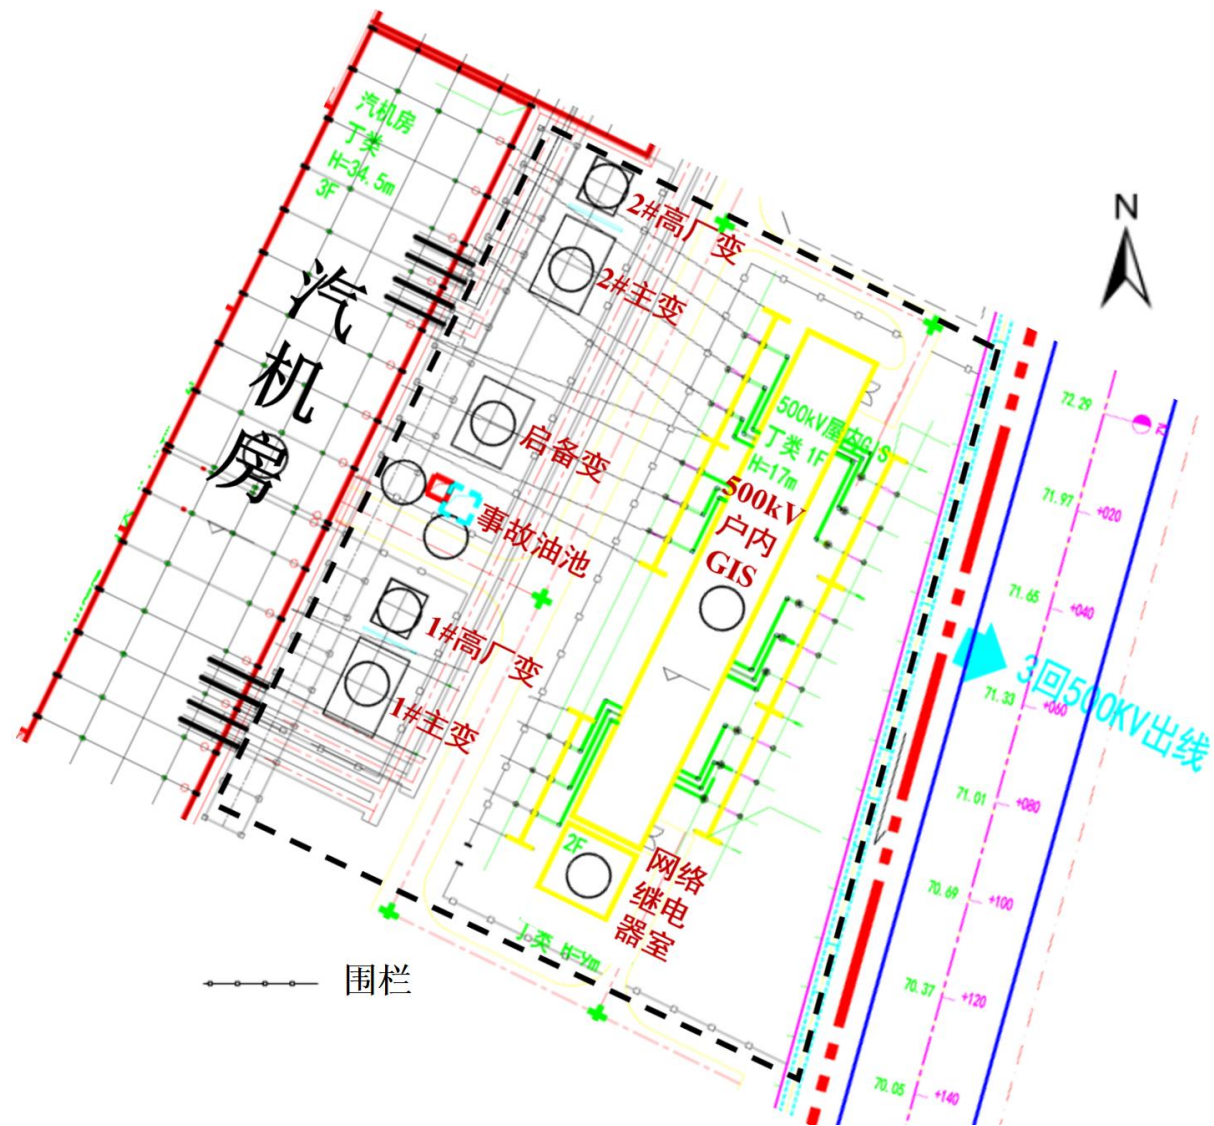 汽机房
丁类
H=34.5m
3F
N
2#高厂变
2#主变
汽
机
房
启备变
事故油池
1#高厂变
1#主变
500kV屋内GIS
丁类 1F
H=17m
500kV
户内
GIS
2F
网络
继电
器室
丁类 H=9m
72.29
71.97
+020
71.65
+040
3回500KV出线
71.33
+060
71.01
+080
70.69
+100
70.37
+120
70.05
+140
围栏